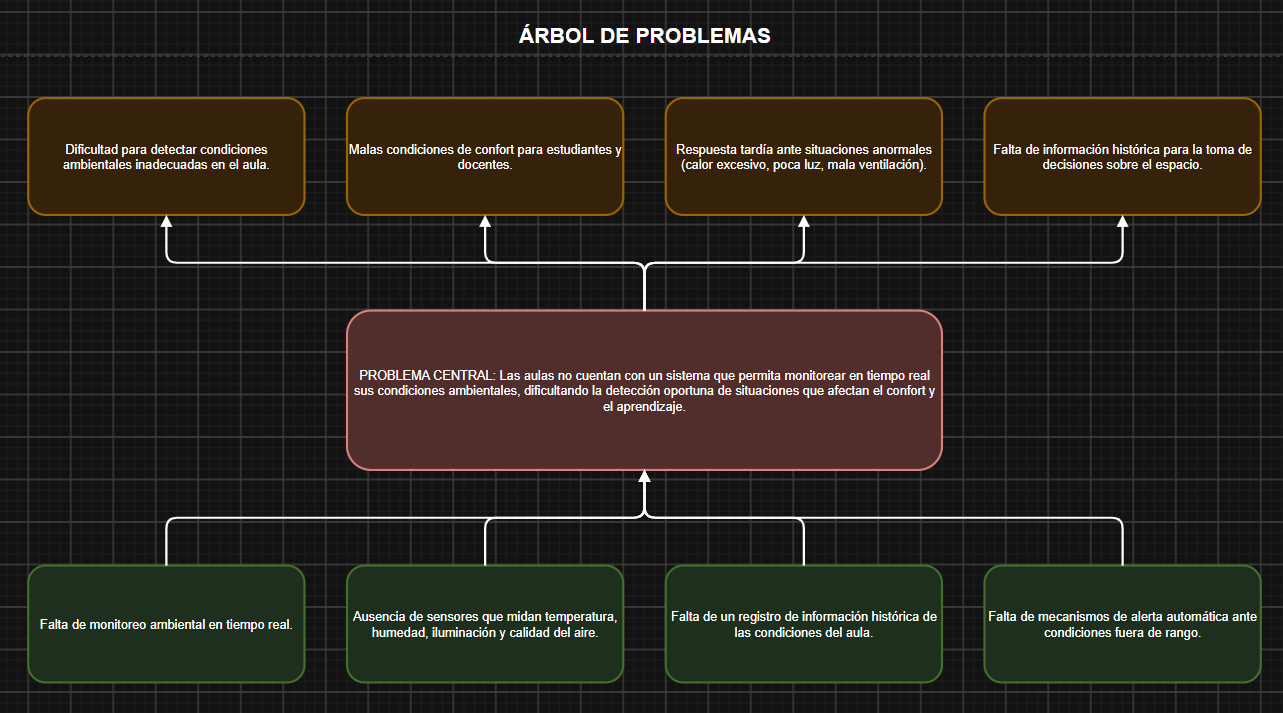 ÁRBOL DE PROBLEMAS
Dificultad para detectar condiciones
ambientales inadecuadas en el aula.
Malas condiciones de confort para estudiantes y
docentes.
Respuesta tardía ante situaciones anormales
(calor excesivo, poca luz, mala ventilación).
Falta de información histórica para la toma de
decisiones sobre el espacio.
PROBLEMA CENTRAL: Las aulas no cuentan con un sistema que permita monitorear en tiempo real
sus condiciones ambientales, dificultando la detección oportuna de situaciones que afectan el confort y
el aprendizaje.
Falta de monitoreo ambiental en tiempo real.
Ausencia de sensores que midan temperatura,
humedad, iluminación y calidad del aire.
Falta de un registro de información histórica de
las condiciones del aula.
Falta de mecanismos de alerta automática ante
condiciones fuera de rango.